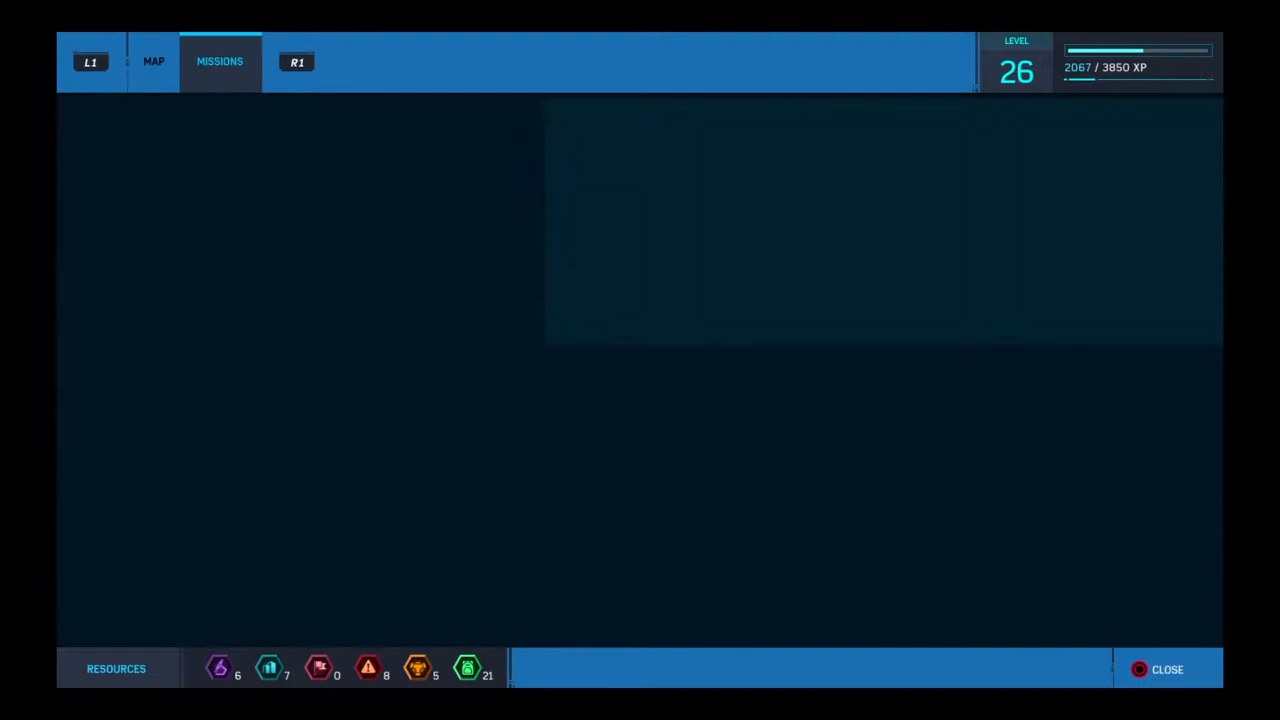 L1 MAP MISSIONS R1
LEVEL
26
2067 / 3850 XP
RESOURCES 6 7 0 8 5 21 CLOSE